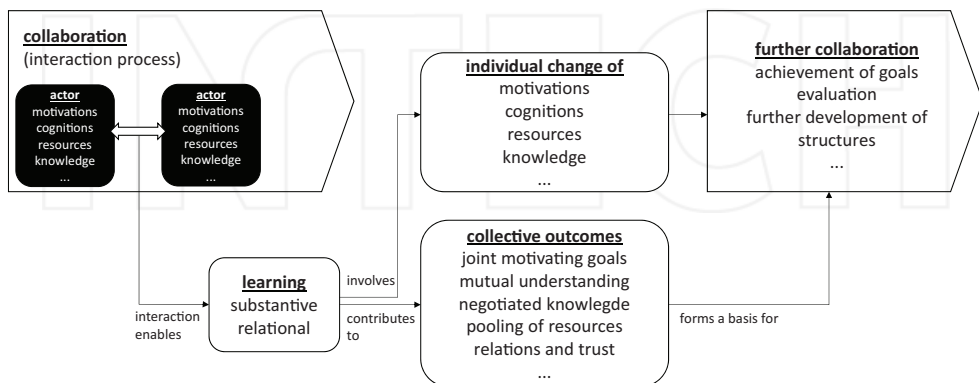 collaboration
(interaction process)
actor
motivations
cognitions
resources
knowledge
...
actor
motivations
cognitions
resources
knowledge
...
individual change of
motivations
cognitions
resources
knowledge
...
further collaboration
achievement of goals
evaluation
further development of
structures
...
interaction
enables
learning
substantive
relational
involves
contributes
to
collective outcomes
joint motivating goals
mutual understanding
negotiated knowlegde
pooling of resources
relations and trust
...
forms a basis for
INTECH